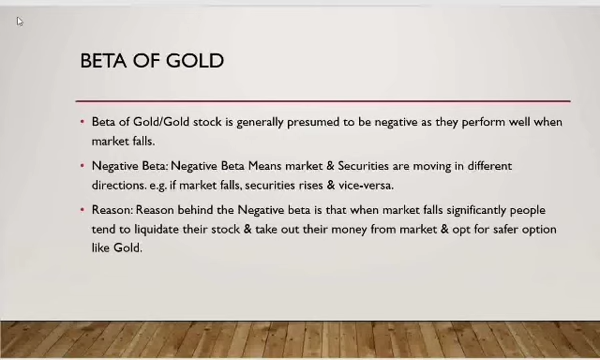 BETA OF GOLD
• Beta of Gold/Gold stock is generally presumed to be negative as they perform well when
market falls.
• Negative Beta: Negative Beta Means market & Securities are moving in different
directions. e.g. if market falls, securities rises & vice-versa.
• Reason: Reason behind the Negative beta is that when market falls significantly people
tend to liquidate their stock & take out their money from market & opt for safer option
like Gold.